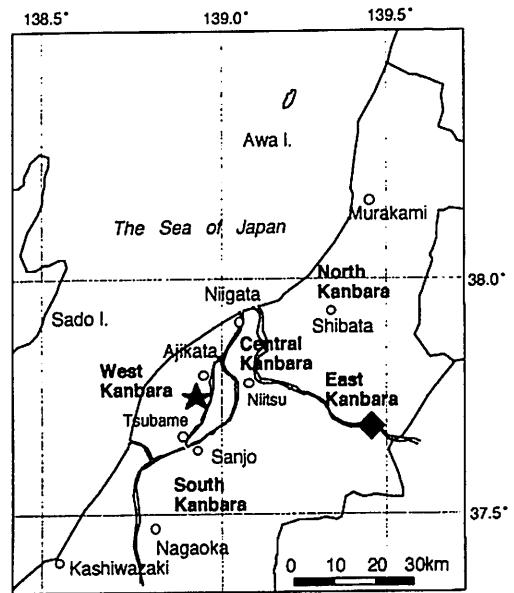 138.5° 139.0° 139.5°
Awa I.
Murakami
The Sea of Japan
North
Kanbara
38.0°
Niigata
Sado I.
Shibata
Ajikata
Central
Kanbara
West
Kanbara
East
Kanbara
Niitsu
Tsubame
Sanjo
South
Kanbara
37.5°
Nagaoka
Kashiwazaki
0 10 20 30km